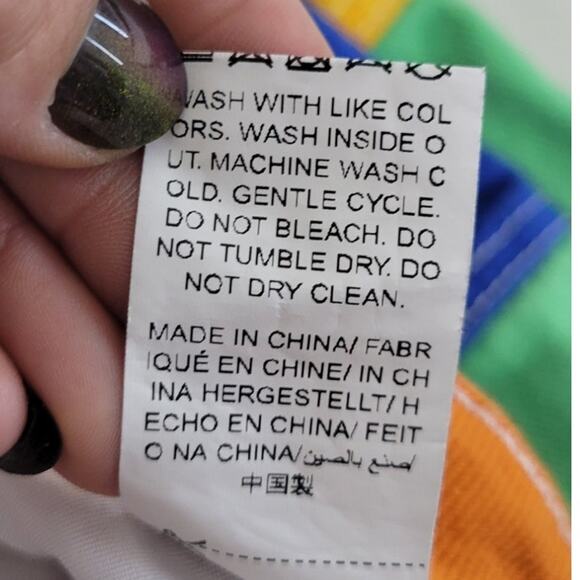 WASH WITH LIKE COL
ORS. WASH INSIDE O
UT. MACHINE WASH C
OLD. GENTLE CYCLE.
DO NOT BLEACH. DO
NOT TUMBLE DRY. DO
NOT DRY CLEAN.
MADE IN CHINA/ FABR
IQUÉ EN CHINE/ IN CH
INA HERGESTELLT/ H
ECHO EN CHINA/ FEIT
O NA CHINA/صنع بالصين/
中国製